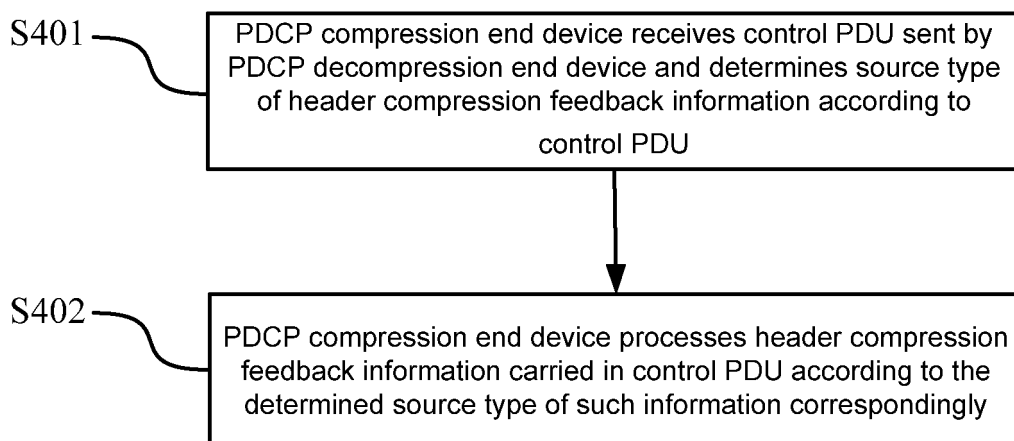 S401
PDCP compression end device receives control PDU sent by
PDCP decompression end device and determines source type
of header compression feedback information according to
control PDU
S402
PDCP compression end device processes header compression
feedback information carried in control PDU according to the
determined source type of such information correspondingly